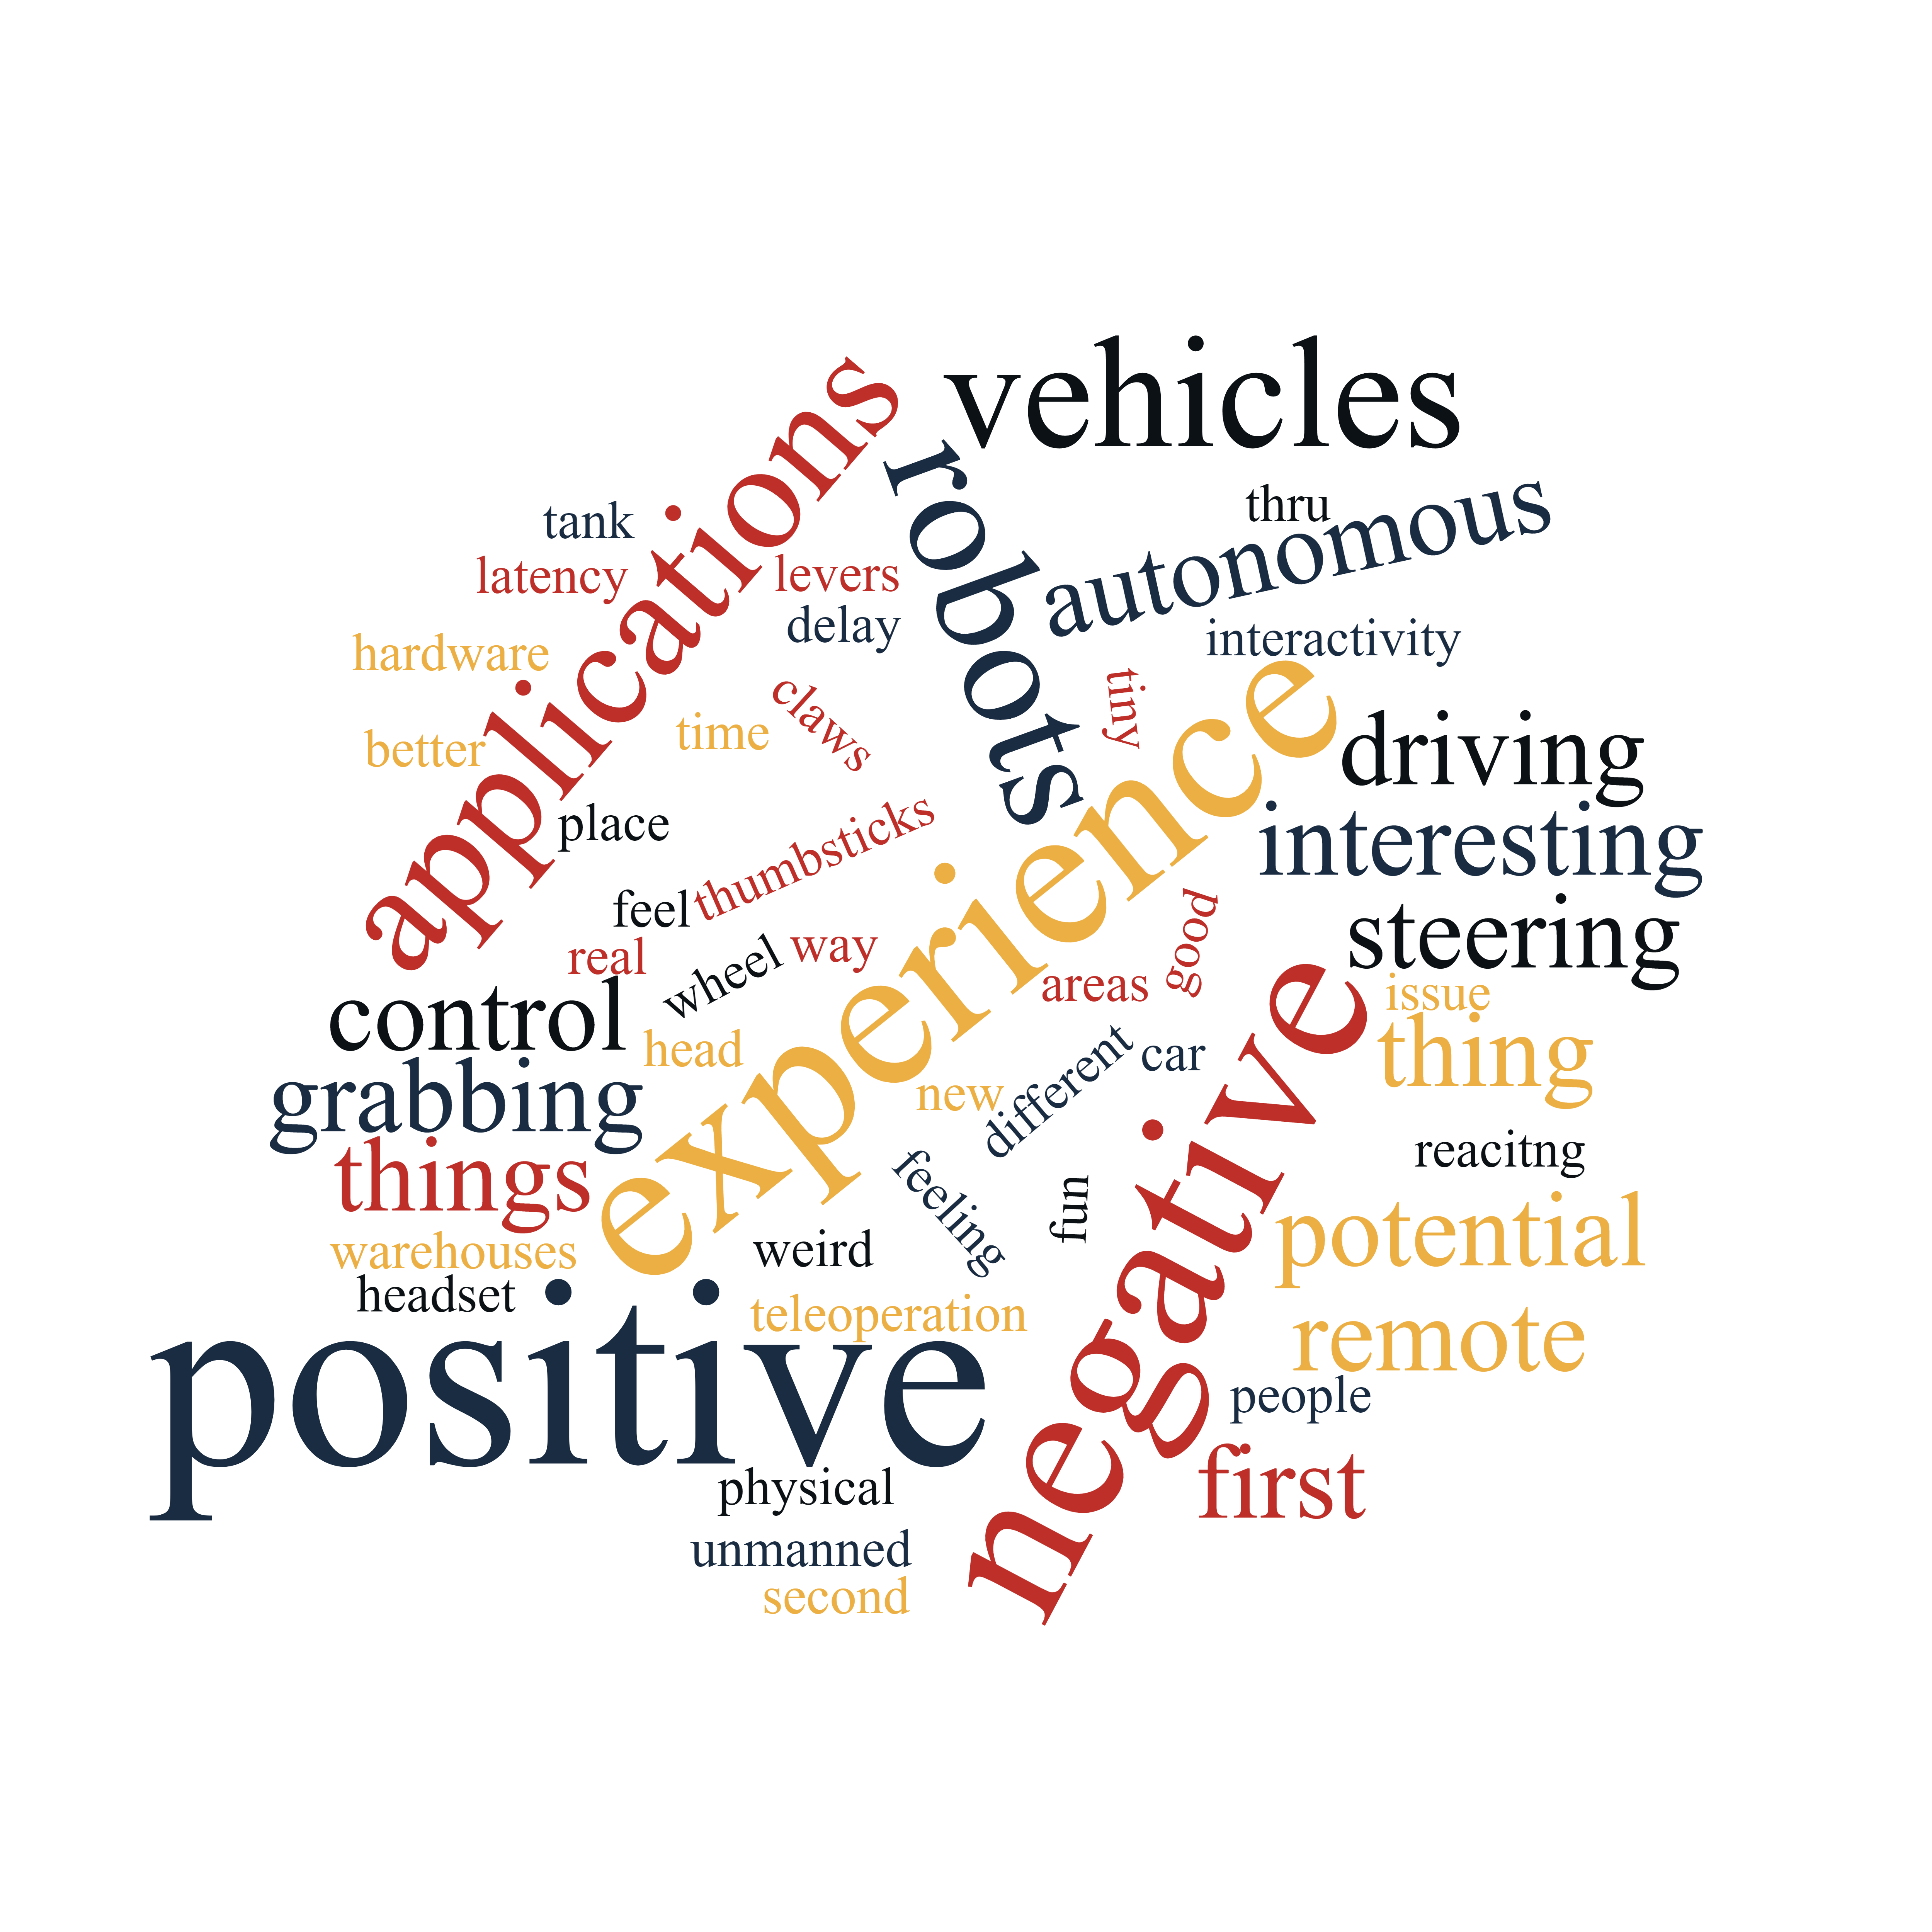 vehicles
applications
robots
thru
autonomous
tank
latency
levers
delay
interactivity
hardware
tiny
claws
time
better
driving
experience
interesting
place
thumbsticks
feel
good
steering
real
way
wheel
areas
negative
issue
control
head
thing
different
car
new
grabbing
reacitng
things
feeling
fun
potential
warehouses
weird
headset
teleoperation
remote
positive
people
first
physical
unmanned
second